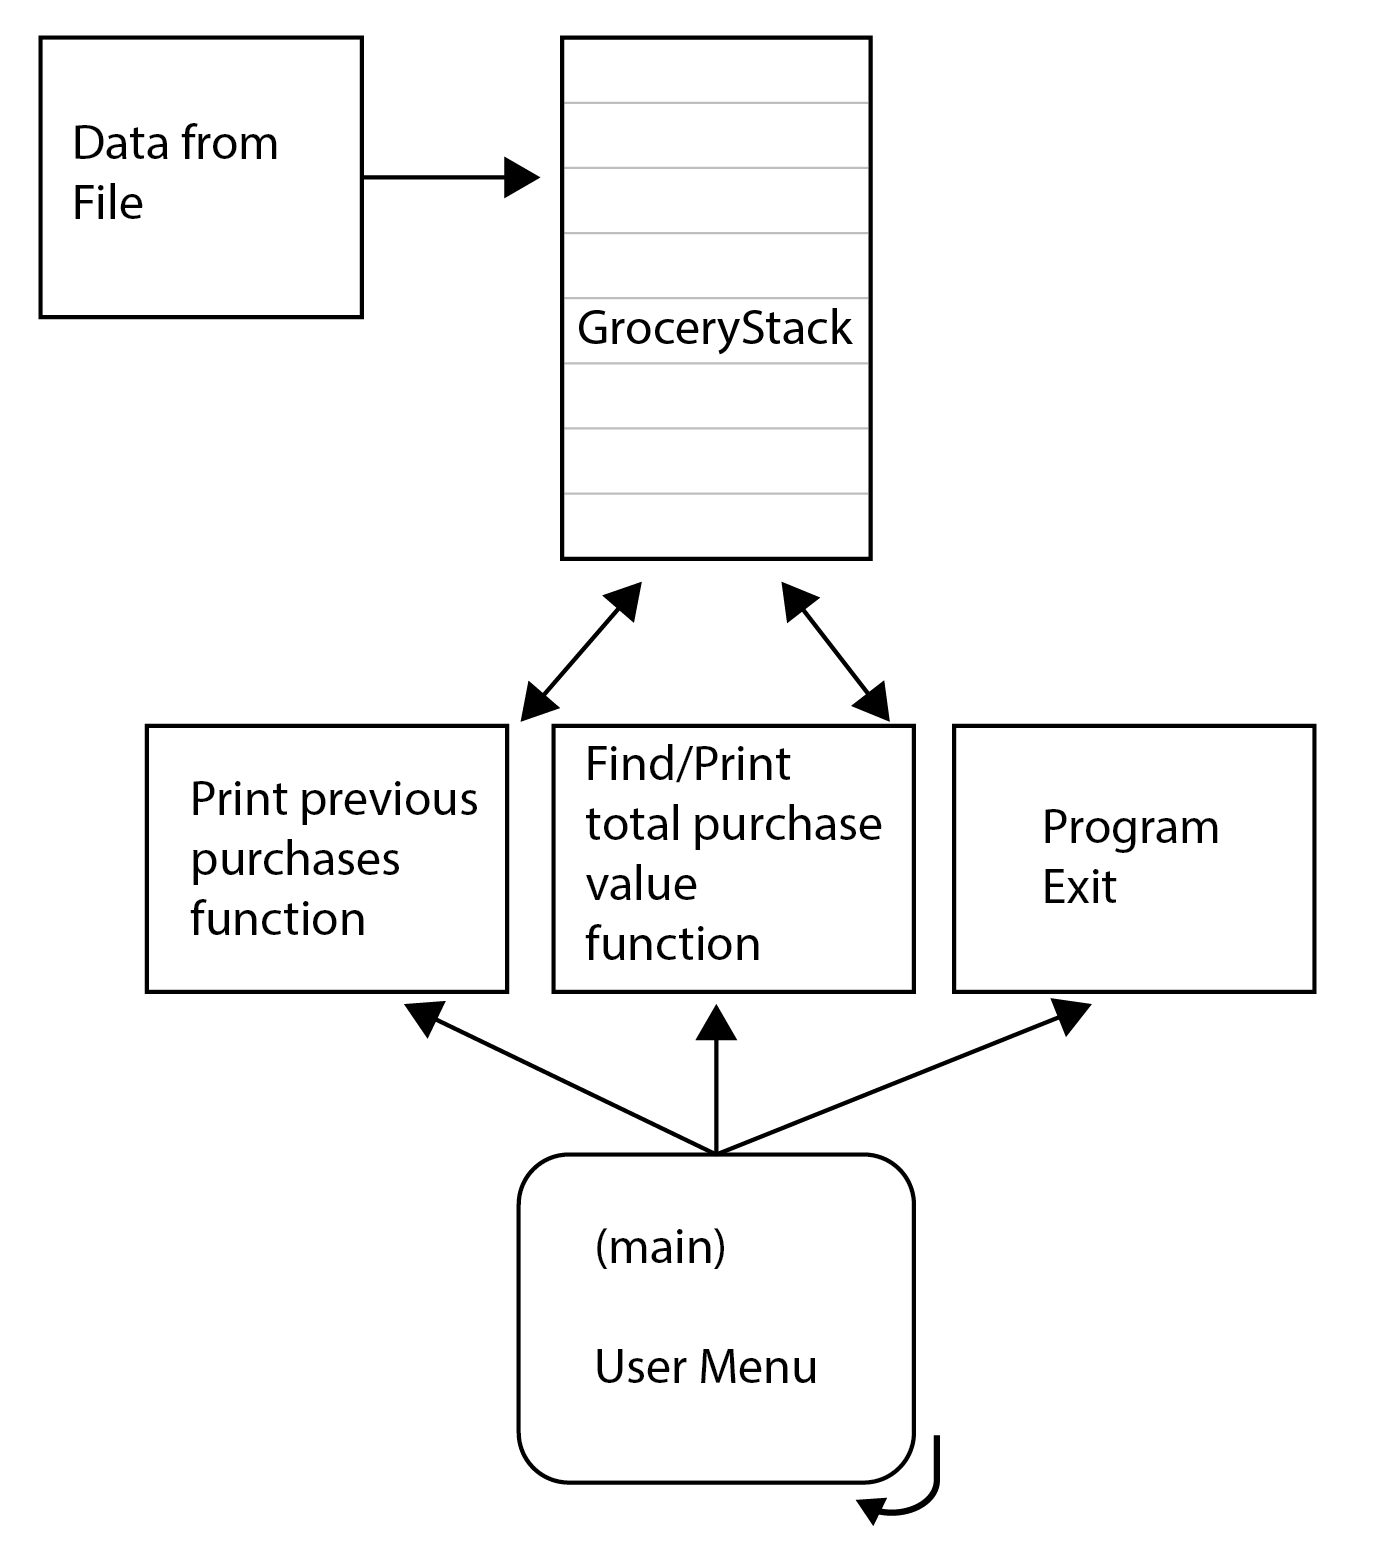 Data from
File
GroceryStack
Print previous
purchases
function
Find/Print
total purchase
value
function
Program
Exit
(main)
User Menu